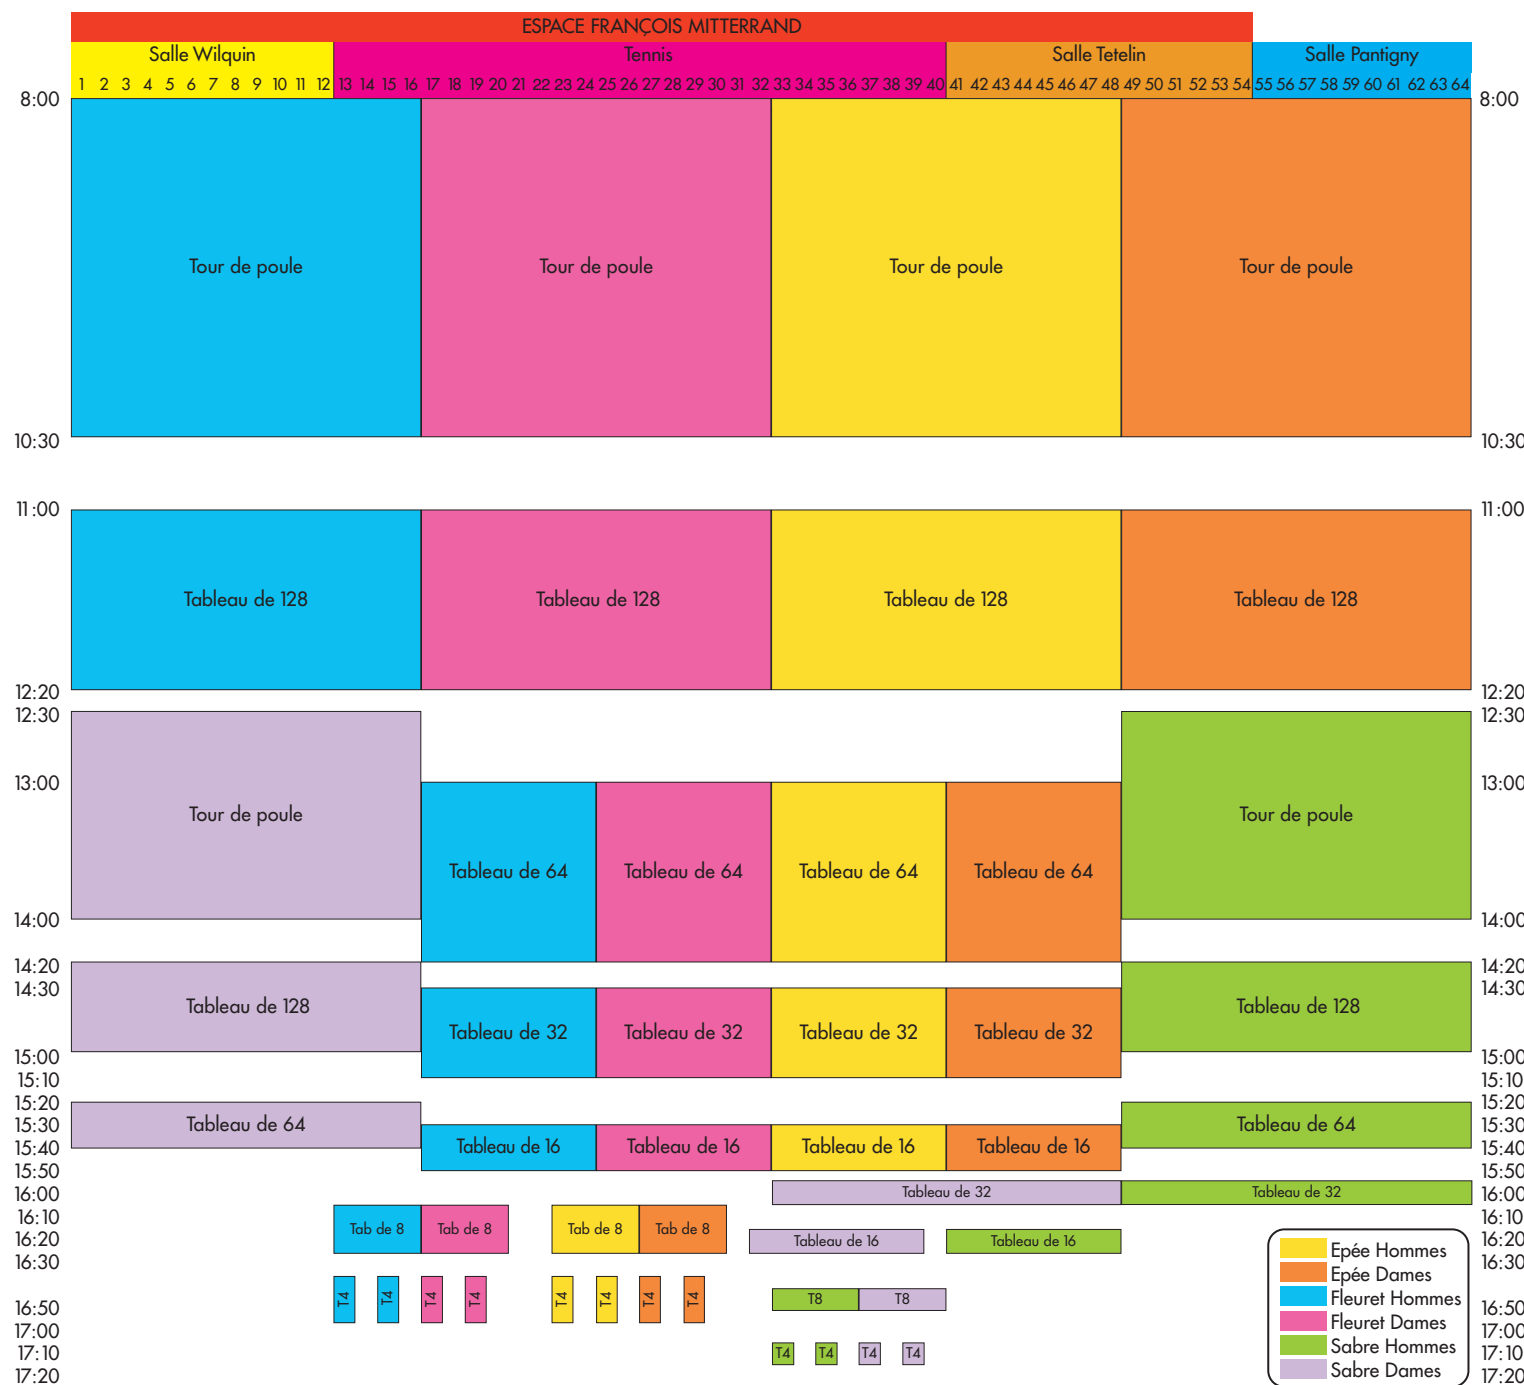 ESPACE FRANÇOIS MITTERRAND
Salle Wilquin Tennis Salle Tetelin Salle Pantigny
1 2 3 4 5 6 7 8 9 10 11 12 13 14 15 16 17 18 19 20 21 22 23 24 25 26 27 28 29 30 31 32 33 34 35 36 37 38 39 40 41 42 43 44 45 46 47 48 49 50 51 52 53 54 55 56 57 58 59 60 61 62 63 64
8:00 8:00
Tour de poule Tour de poule Tour de poule Tour de poule
10:30 10:30
11:00 11:00
Tableau de 128 Tableau de 128 Tableau de 128 Tableau de 128
12:20 12:20
12:30 12:30
13:00 13:00
Tour de poule Tour de poule
Tableau de 64 Tableau de 64 Tableau de 64 Tableau de 64
14:00 14:00
14:20 14:20
14:30 14:30
Tableau de 128 Tableau de 128
Tableau de 32 Tableau de 32 Tableau de 32 Tableau de 32
15:00 15:00
15:10 15:10
15:20 15:20
Tableau de 64 Tableau de 64
15:30 15:30
15:40 Tableau de 16 Tableau de 16 Tableau de 16 Tableau de 16 15:40
15:50 15:50
16:00 Tableau de 32 Tableau de 32 16:00
16:10 16:10
Tab de 8 Tab de 8 Tab de 8 Tab de 8
16:20 Tableau de 16 Tableau de 16 16:20
16:30 16:30
T4 T4 T4 T4 T4 T4 T4 T4 T8 T8
16:50 16:50
17:00 17:00
17:10 T4 T4 T4 T4 17:10
17:20 17:20
Epée Hommes
Epée Dames
Fleuret Hommes
Fleuret Dames
Sabre Hommes
Sabre Dames